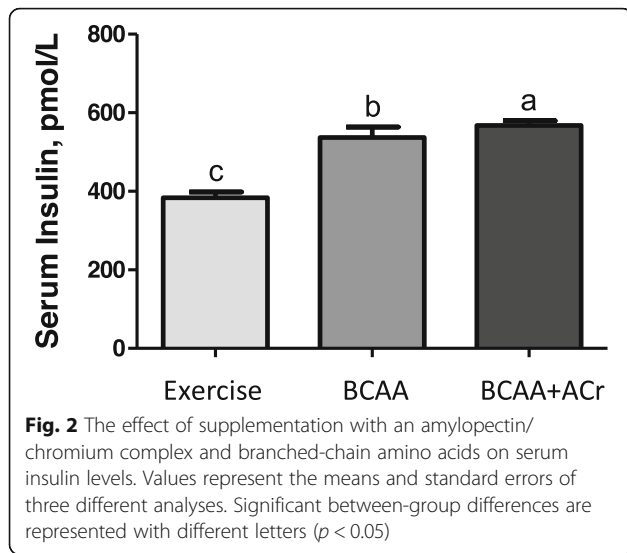 Serum Insulin, pmol/L
800
600
400
200
0
c
b
a
Exercise BCAA BCAA+ACr
Fig. 2 The effect of supplementation with an amylopectin/
chromium complex and branched-chain amino acids on serum
insulin levels. Values represent the means and standard errors of
three different analyses. Significant between-group differences are
represented with different letters (p < 0.05)